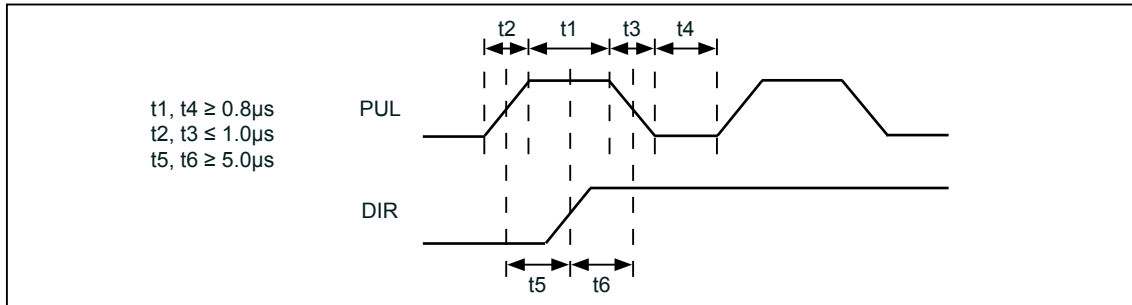 t2 t1 t3 t4
t1, t4 ≥ 0.8µs
t2, t3 ≤ 1.0µs
t5, t6 ≥ 5.0µs
PUL
DIR
t5 t6